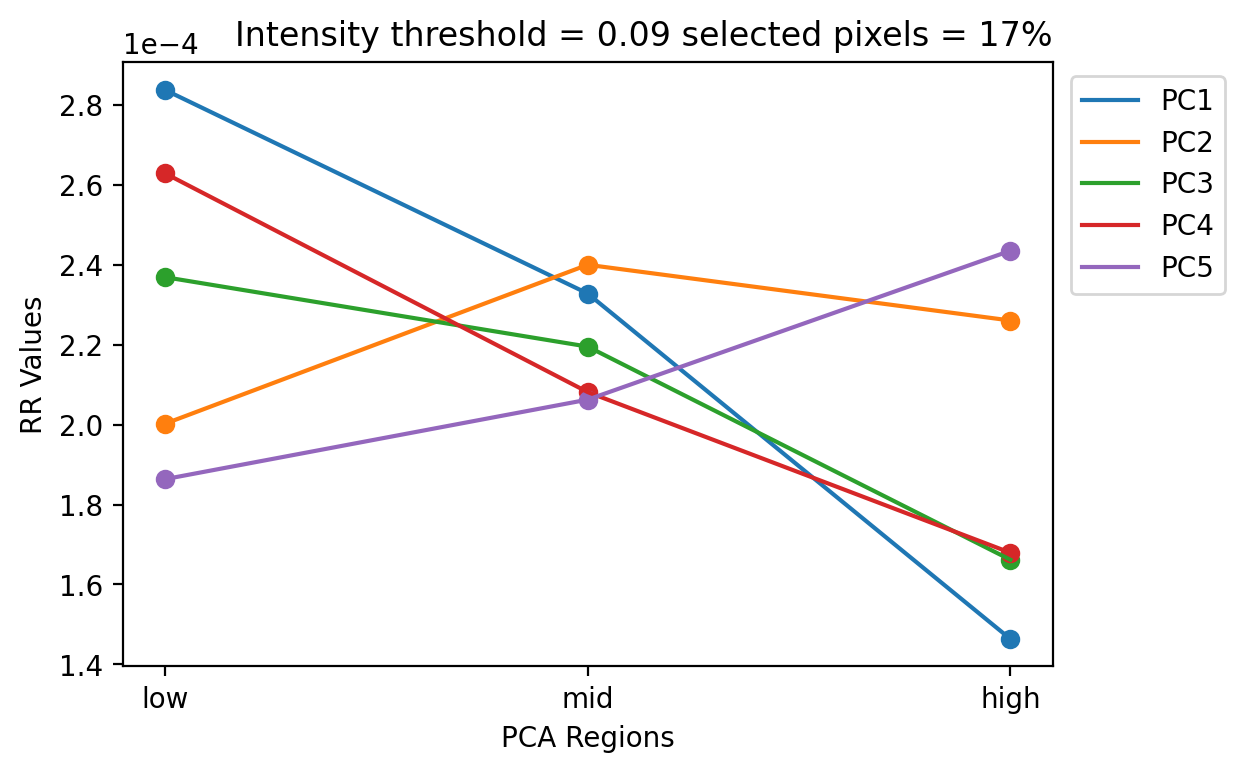 Intensity threshold = 0.09 selected pixels = 17%
1e−4
2.8
2.6
2.4
2.2
2.0
1.8
1.6
1.4
RR Values
low
mid
high
PCA Regions
PC1
PC2
PC3
PC4
PC5